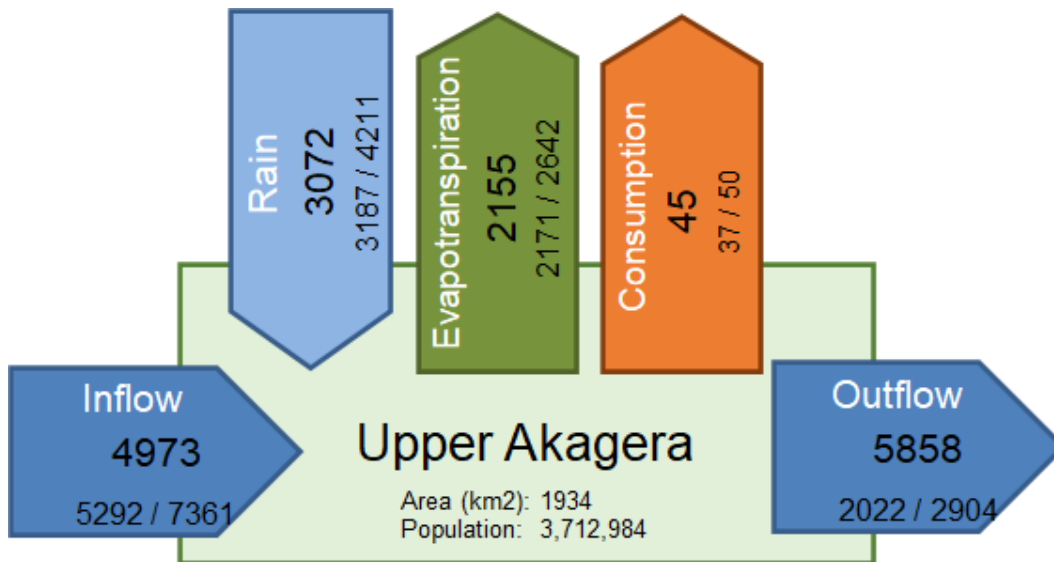 Rain
3072
3187 / 4211
Evapotranspiration
2155
2171 / 2642
Consumption
45
37 / 50
Inflow
4973
5292 / 7361
Upper Akagera
Area (km2): 1934
Population: 3,712,984
Outflow
5858
2022 / 2904